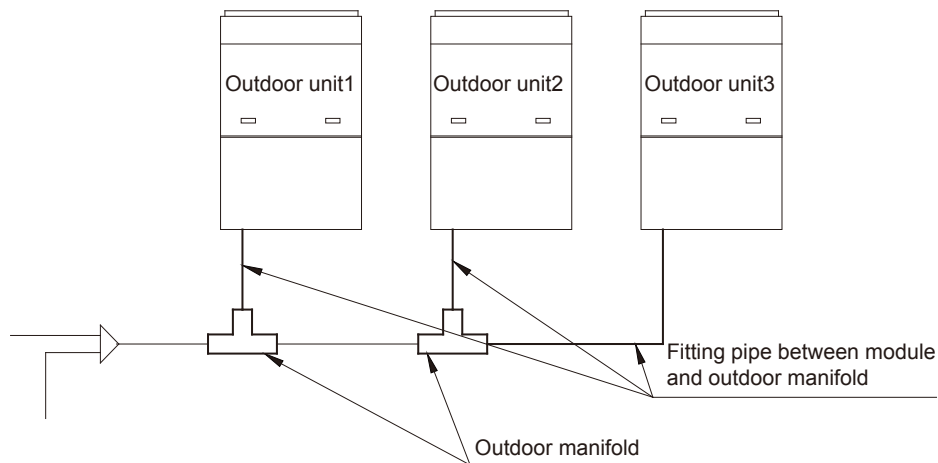 Outdoor unit1
Outdoor unit2
Outdoor unit3
Fitting pipe between module
and outdoor manifold
Outdoor manifold